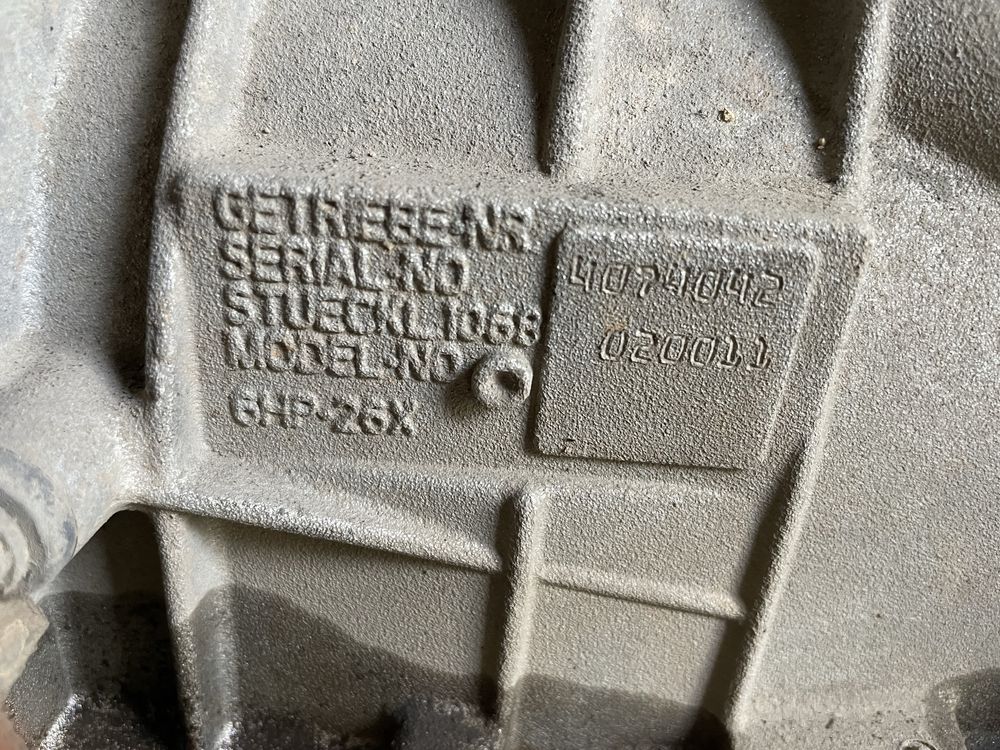 GETRIEBE-NR
SERIAL-NO
STUECKL.1068
MODEL-NO
6HP-26X
4074042
020011